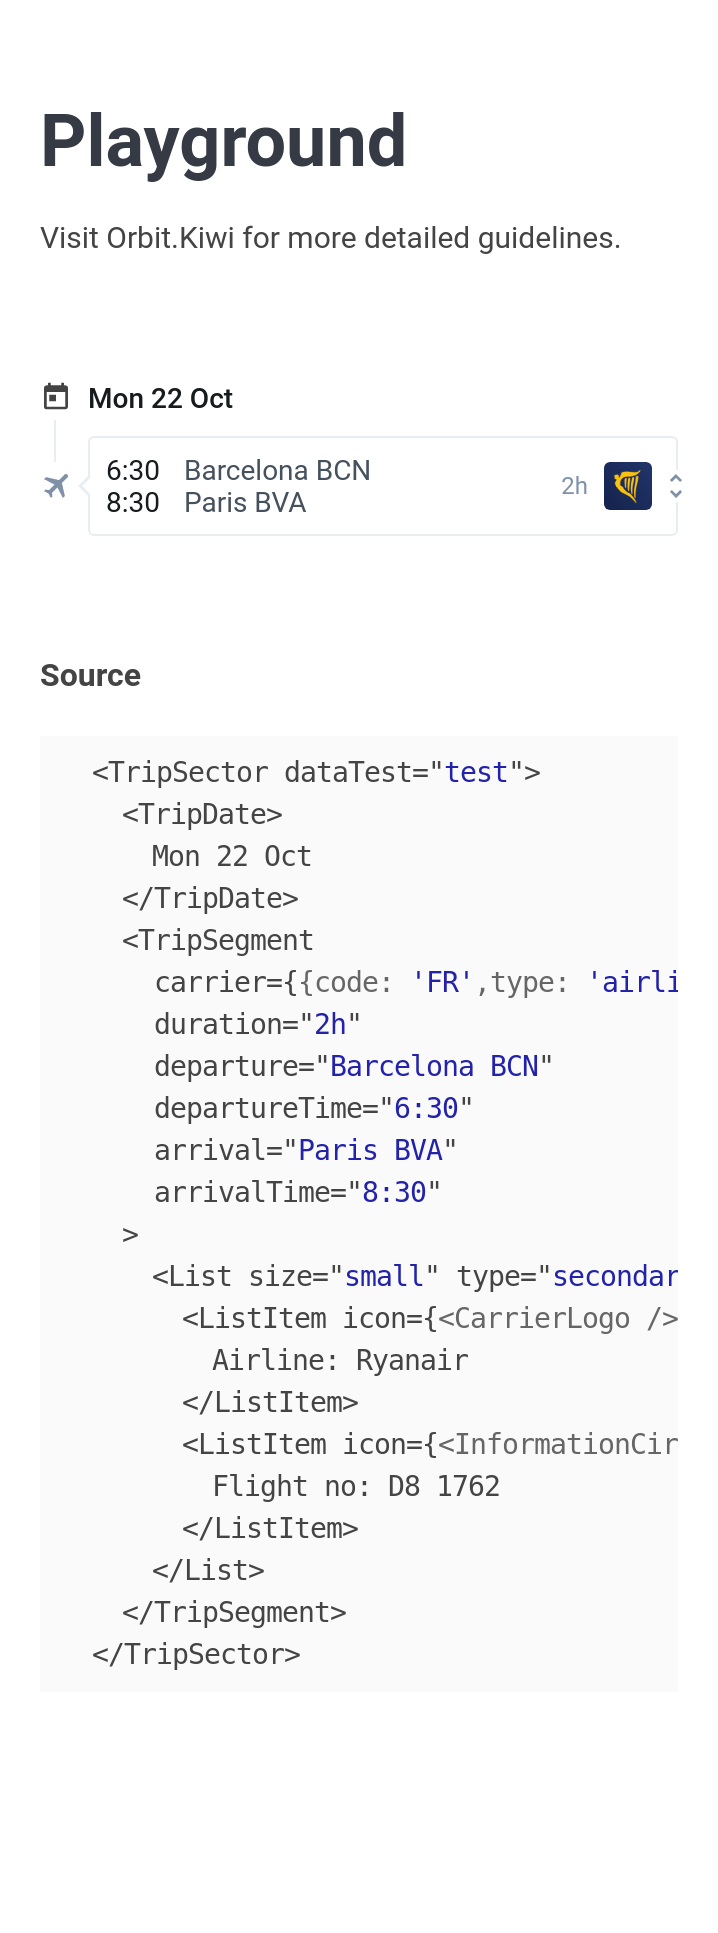 Playground
Visit Orbit.Kiwi for more detailed guidelines.
Mon 22 Oct
6:30 Barcelona BCN
8:30 Paris BVA
2h
Source
<TripSector dataTest="test">
<TripDate>
Mon 22 Oct
</TripDate>
<TripSegment
carrier={{code: 'FR',type: 'airli
duration="2h"
departure="Barcelona BCN"
departureTime="6:30"
arrival="Paris BVA"
arrivalTime="8:30"
>
<List size="small" type="secondar
<ListItem icon={<CarrierLogo />
Airline: Ryanair
</ListItem>
<ListItem icon={<InformationCir
Flight no: D8 1762
</ListItem>
</List>
</TripSegment>
</TripSector>